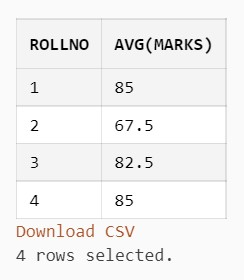 ROLLNO AVG(MARKS)
1 85
2 67.5
3 82.5
4 85
Download CSV
4 rows selected.